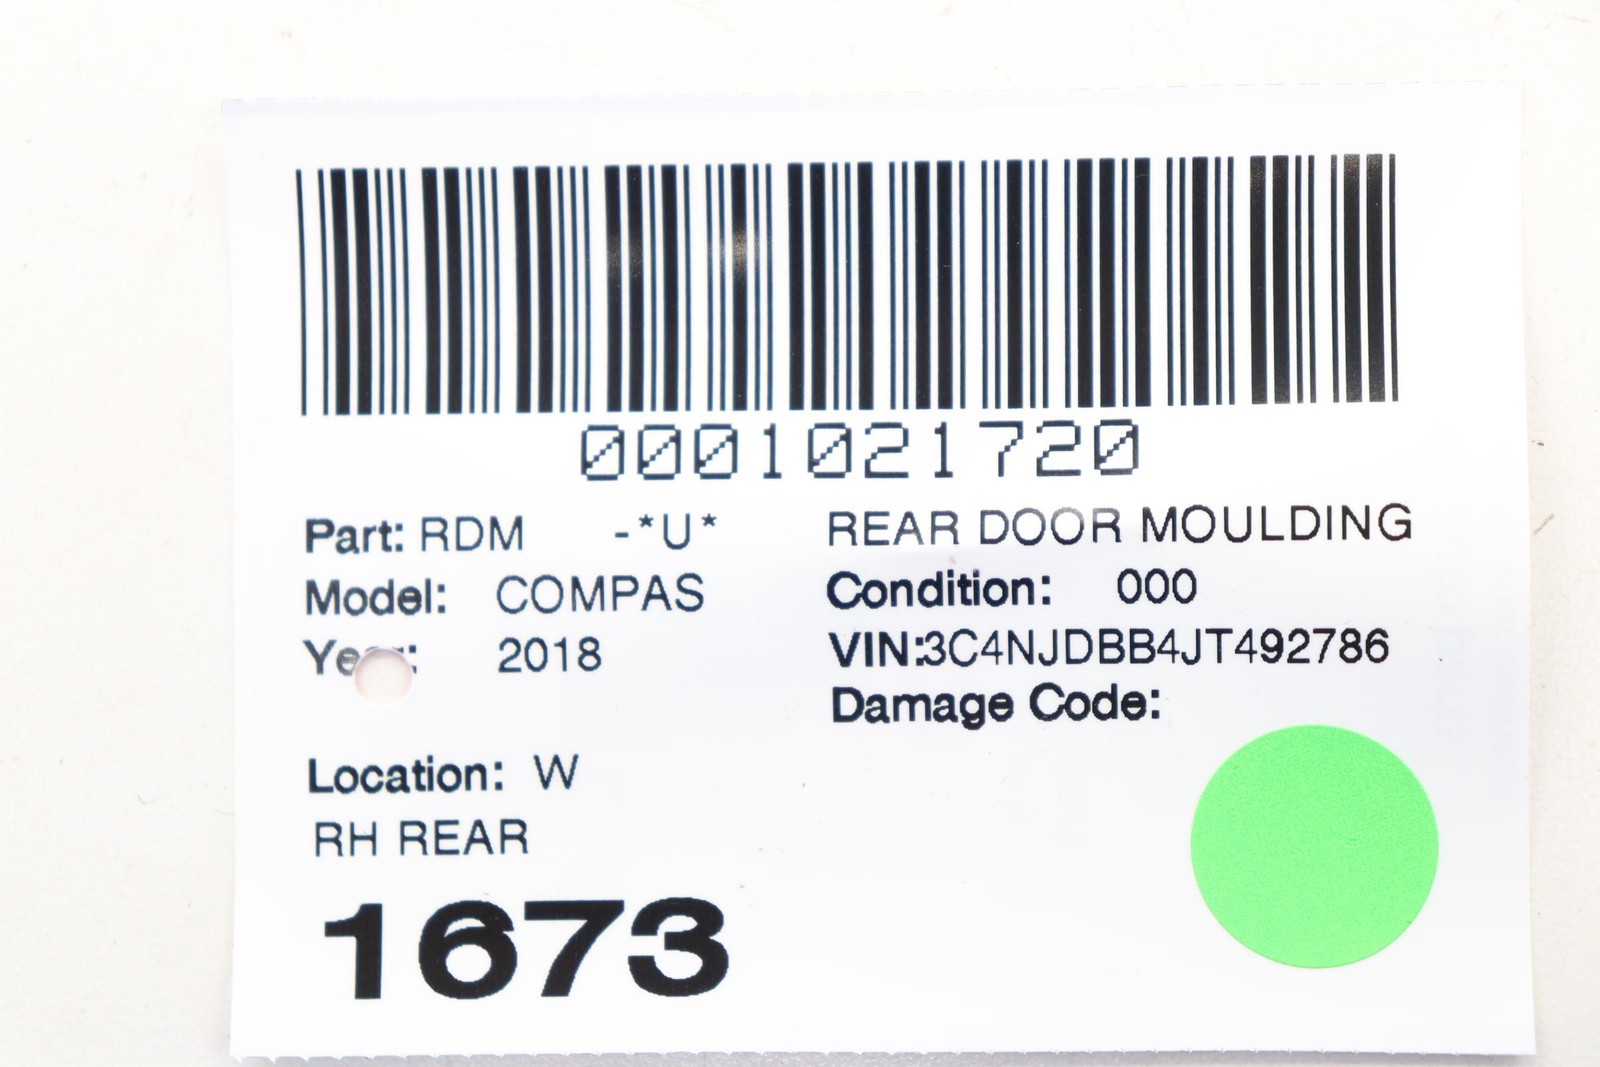 0001021720
Part: RDM -*U* REAR DOOR MOULDING
Model: COMPAS Condition: 000
2018 VIN:3C4NJDBB4JT492786
Damage Code:
Location: W
RH REAR
1673